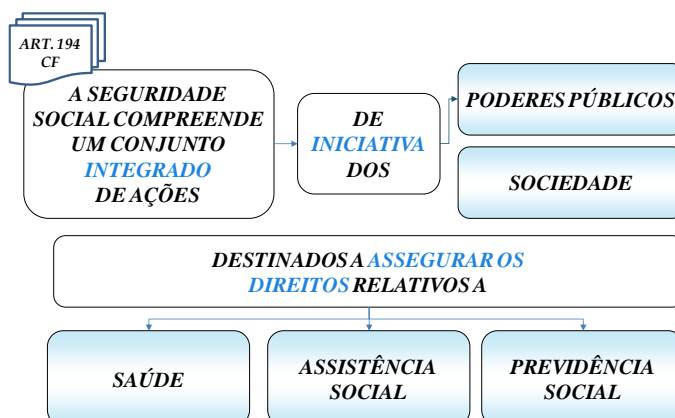 ART. 194
CF
A SEGURIDADE
SOCIAL COMPREENDE
UM CONJUNTO
INTEGRADO
DE AÇÕES
DE
INICIATIVA
DOS
PODERES PÚBLICOS
SOCIEDADE
DESTINADOS A ASSEGURAR OS
DIREITOS RELATIVOS A
SAÚDE
ASSISTÊNCIA
SOCIAL
PREVIDÊNCIA
SOCIAL